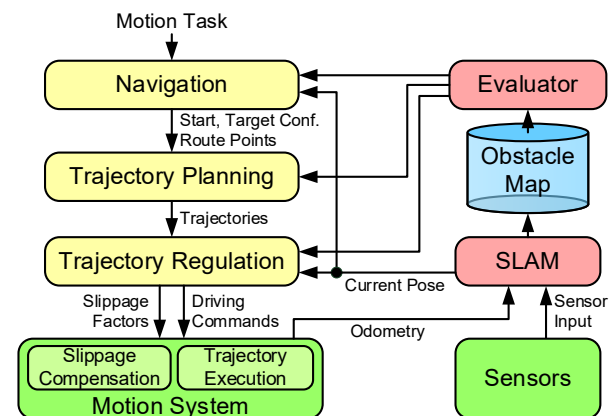 Motion Task
Navigation
Evaluator
Start, Target Conf.
Route Points
Obstacle
Map
Trajectory Planning
Trajectories
Trajectory Regulation
SLAM
Current Pose
Slippage
Factors
Driving
Commands
Odometry
Sensor
Input
Slippage
Compensation
Trajectory
Execution
Motion System
Sensors